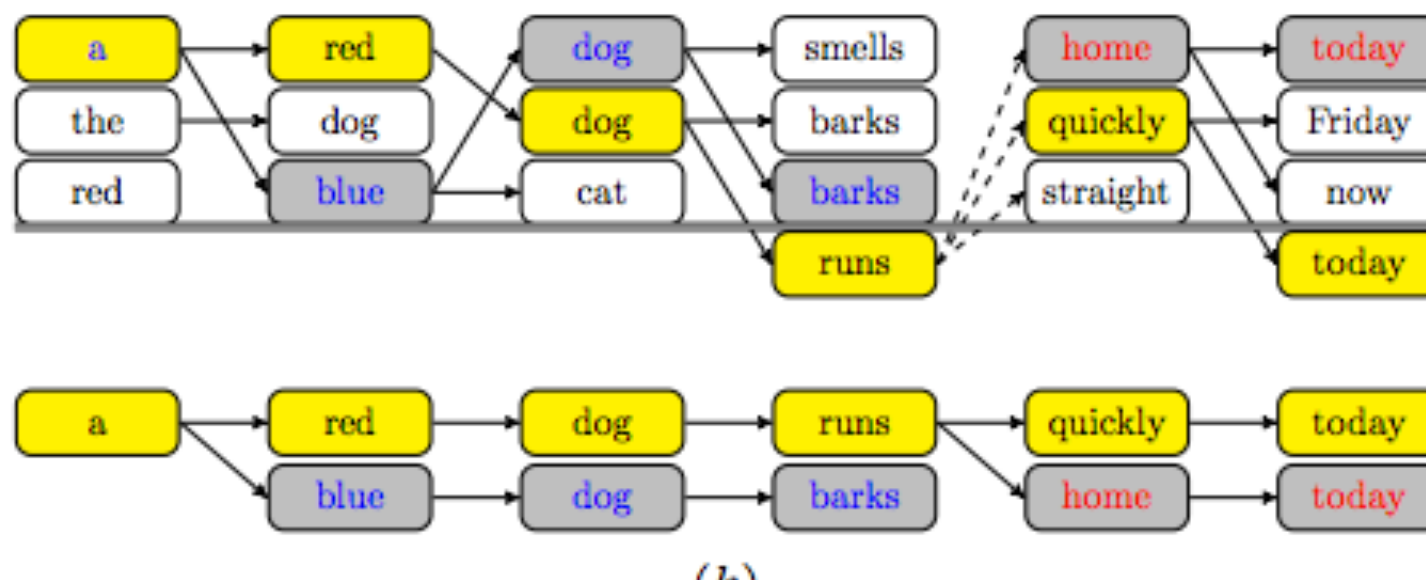 a red dog smells home today
the dog dog barks quickly Friday
red blue cat barks straight now
runs today
a red dog runs quickly today
blue dog barks home today